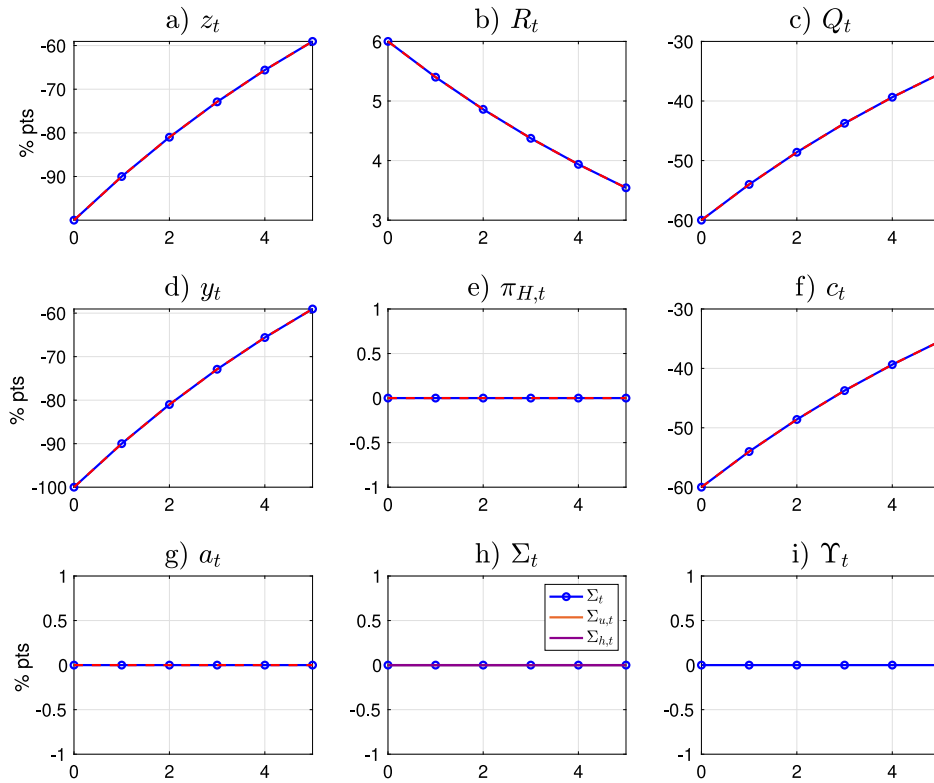 a) z_t
b) R_t
c) Q_t
-60
-70
-80
-90
% pts
0 2 4
6
5
4
3
0 2 4
-30
-40
-50
-60
0 2 4
d) y_t
e) π_{H,t}
f) c_t
-60
-70
-80
-90
-100
% pts
0 2 4
1
0.5
0
-0.5
-1
0 2 4
-30
-40
-50
-60
0 2 4
g) a_t
h) Σ_t
i) Υ_t
1
0.5
0
-0.5
-1
% pts
0 2 4
1
0.5
0
-0.5
-1
Σ_t
Σ_{u,t}
Σ_{h,t}
0 2 4
1
0.5
0
-0.5
-1
0 2 4